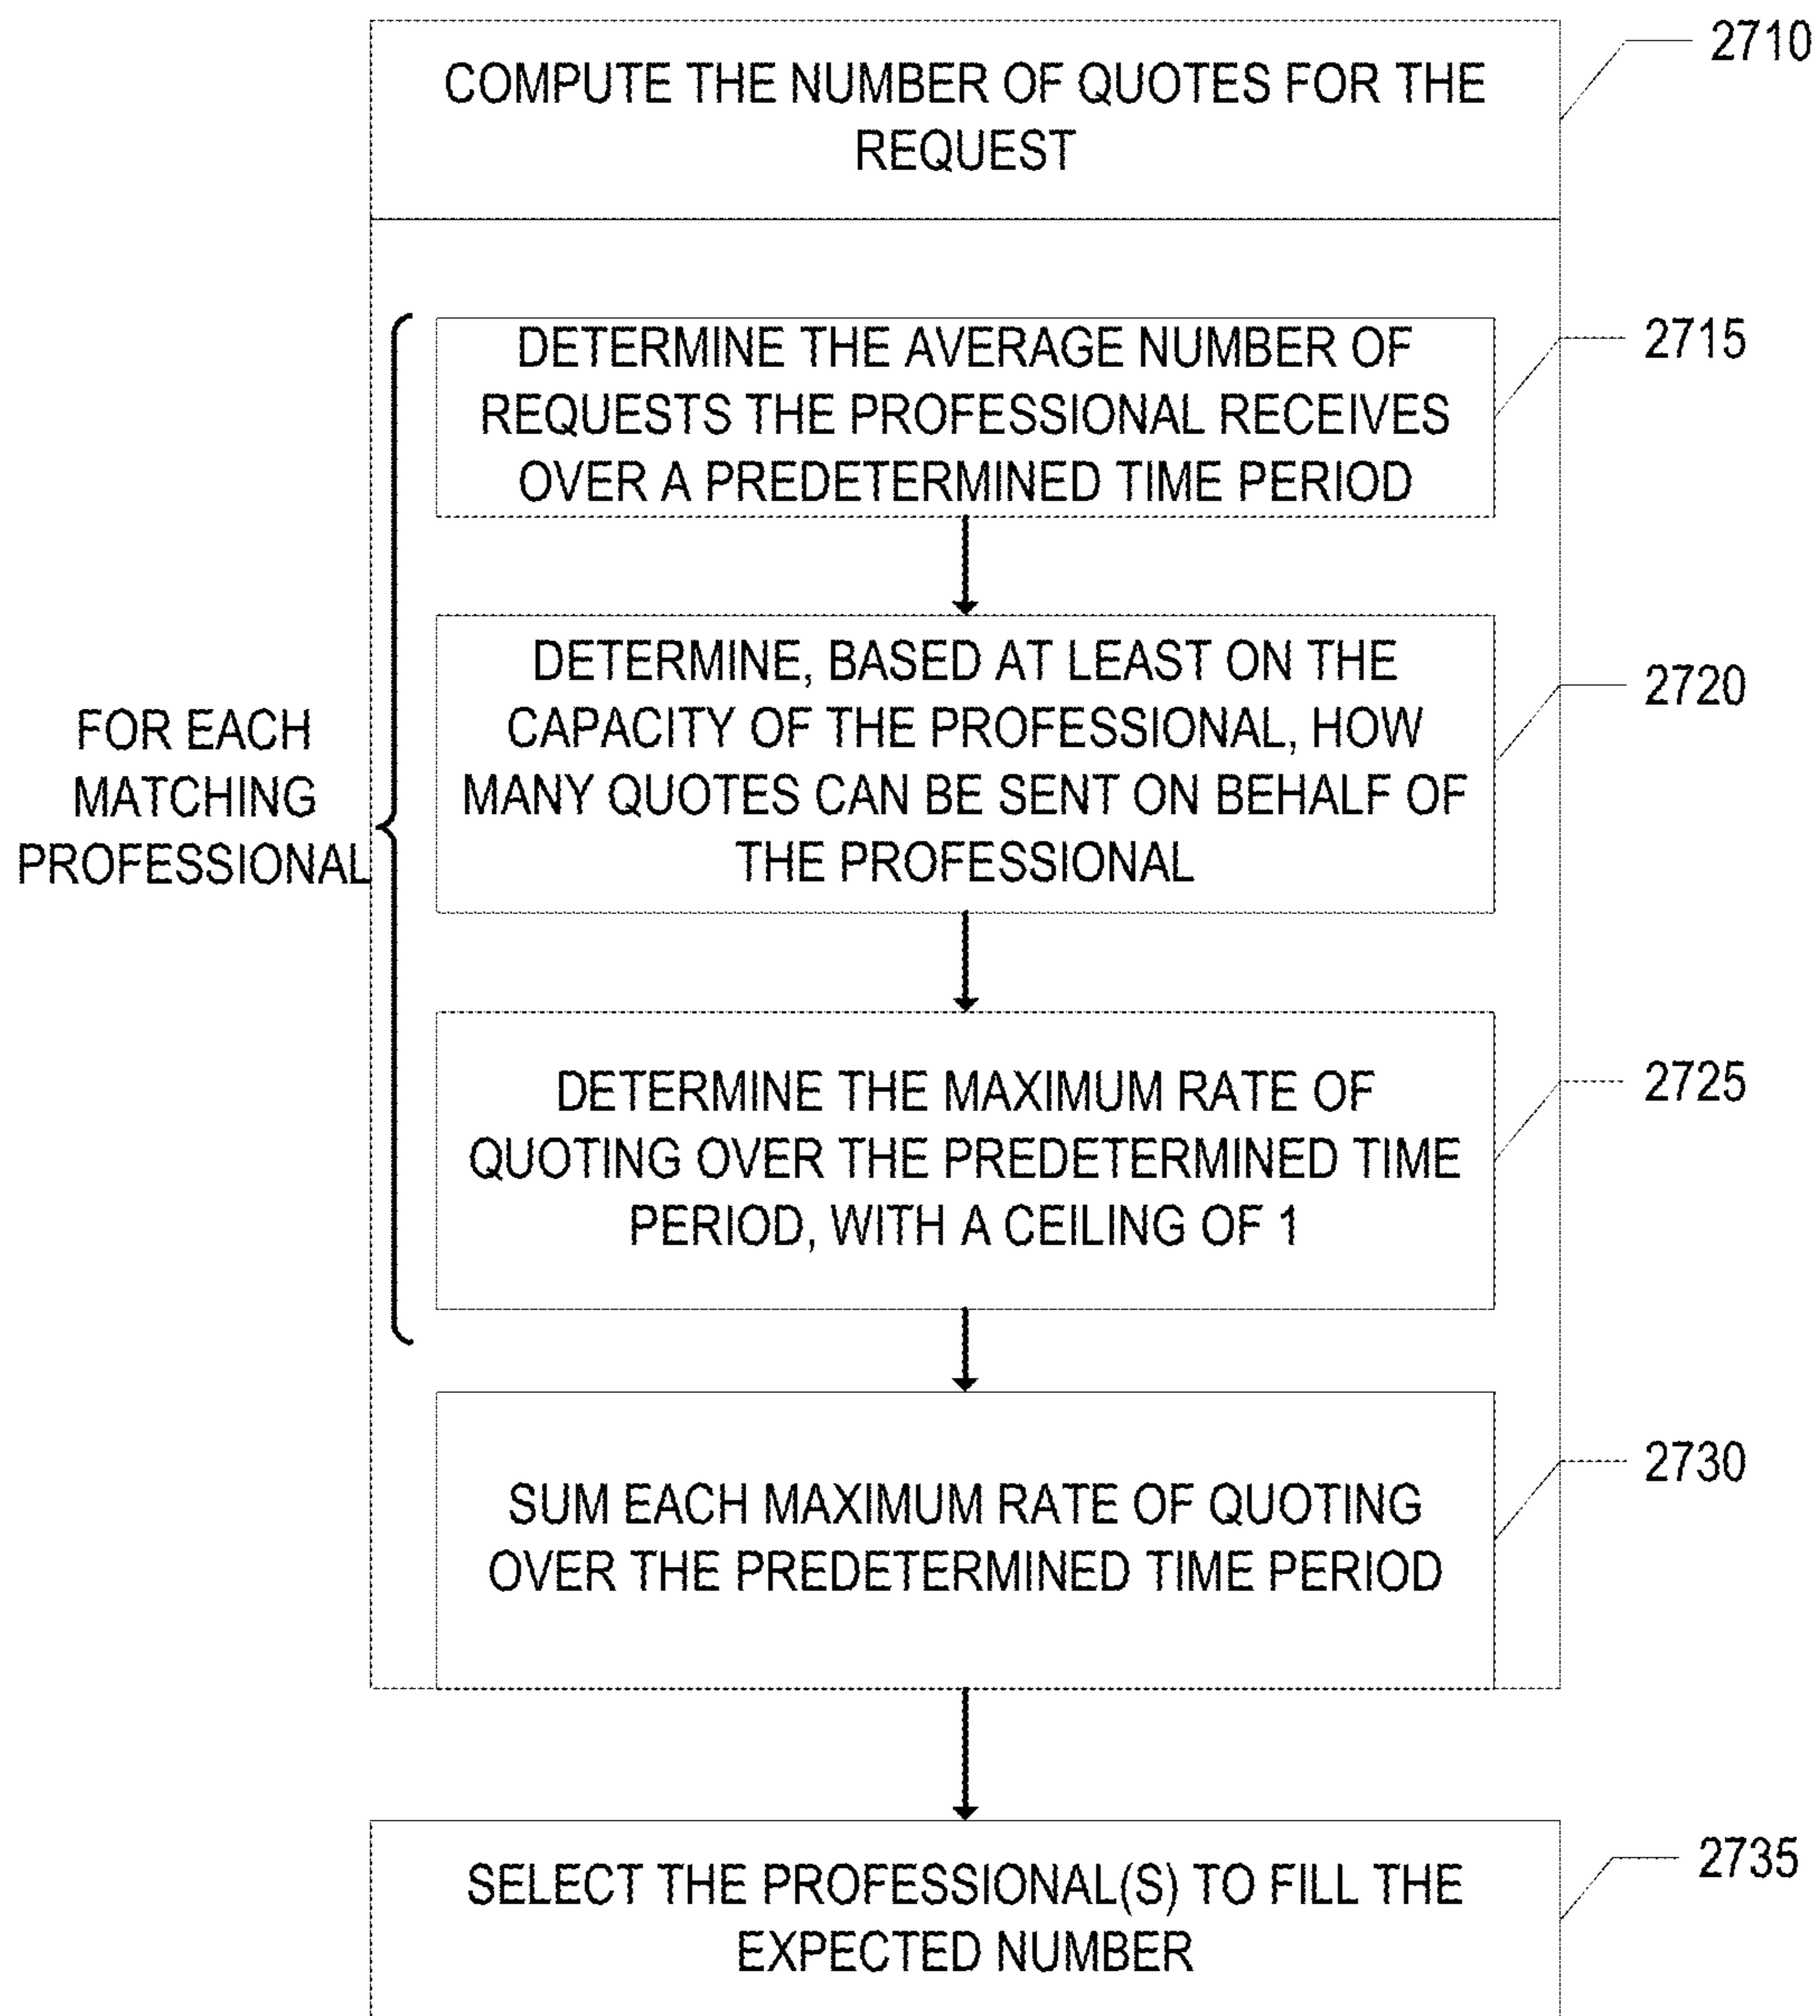 COMPUTE THE NUMBER OF QUOTES FOR THE
REQUEST
2710
DETERMINE THE AVERAGE NUMBER OF
REQUESTS THE PROFESSIONAL RECEIVES
OVER A PREDETERMINED TIME PERIOD
2715
FOR EACH
MATCHING
PROFESSIONAL
DETERMINE, BASED AT LEAST ON THE
CAPACITY OF THE PROFESSIONAL, HOW
MANY QUOTES CAN BE SENT ON BEHALF OF
THE PROFESSIONAL
2720
DETERMINE THE MAXIMUM RATE OF
QUOTING OVER THE PREDETERMINED TIME
PERIOD, WITH A CEILING OF 1
2725
SUM EACH MAXIMUM RATE OF QUOTING
OVER THE PREDETERMINED TIME PERIOD
2730
SELECT THE PROFESSIONAL(S) TO FILL THE
EXPECTED NUMBER
2735